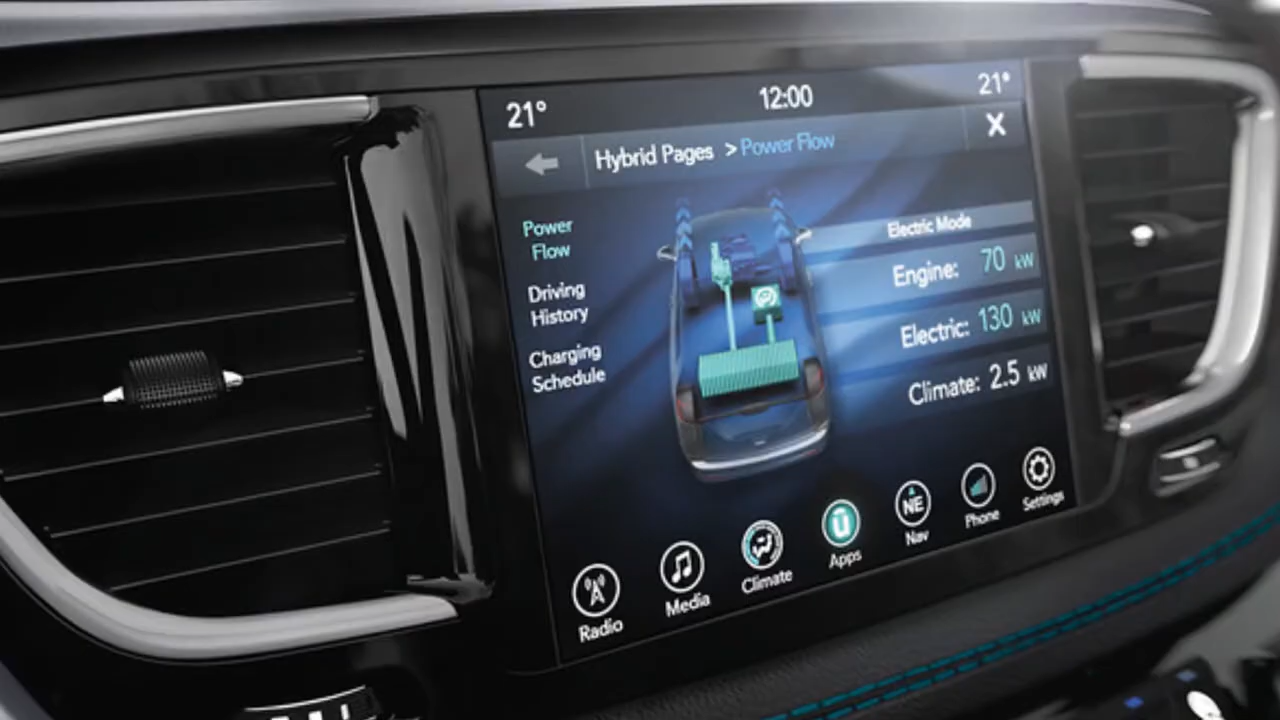 21° 12:00 21°
Hybrid Pages > Power Flow X
Power
Flow
Driving
History
Charging
Schedule
Electric Mode
Engine: 70 kW
Electric: 130 kW
Climate: 2.5 kW
Radio
Media
Climate
Apps
NE
Nav
Phone
Settings